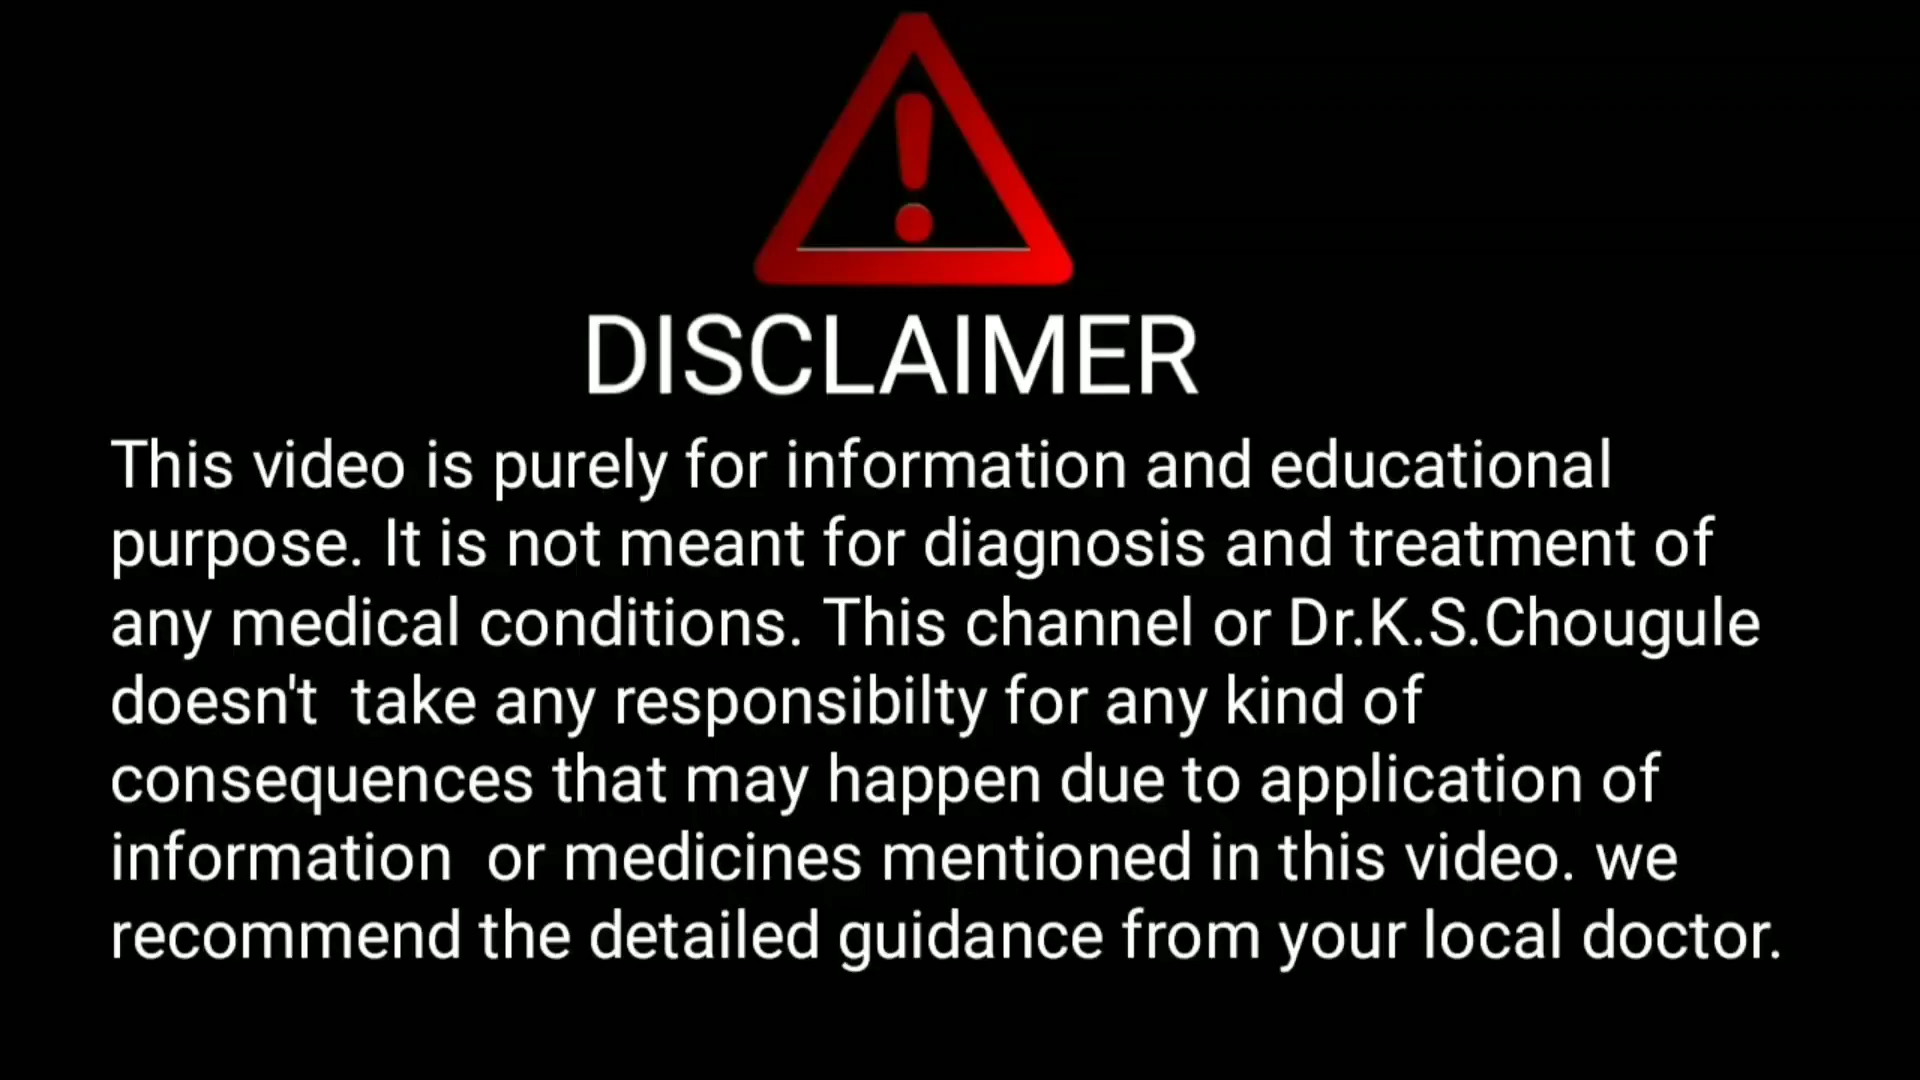 DISCLAIMER
This video is purely for information and educational
purpose. It is not meant for diagnosis and treatment of
any medical conditions. This channel or Dr.K.S.Chougule
doesn't  take any responsibilty for any kind of
consequences that may happen due to application of
information  or medicines mentioned in this video. we
recommend the detailed guidance from your local doctor.